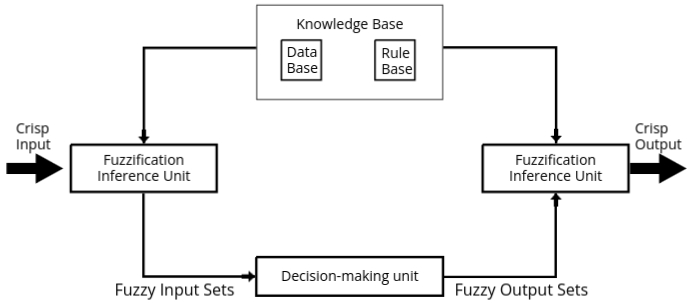 Knowledge Base
Data
Base
Rule
Base
Crisp
Input
Crisp
Output
Fuzzification
Inference Unit
Fuzzification
Inference Unit
Decision-making unit
Fuzzy Input Sets
Fuzzy Output Sets